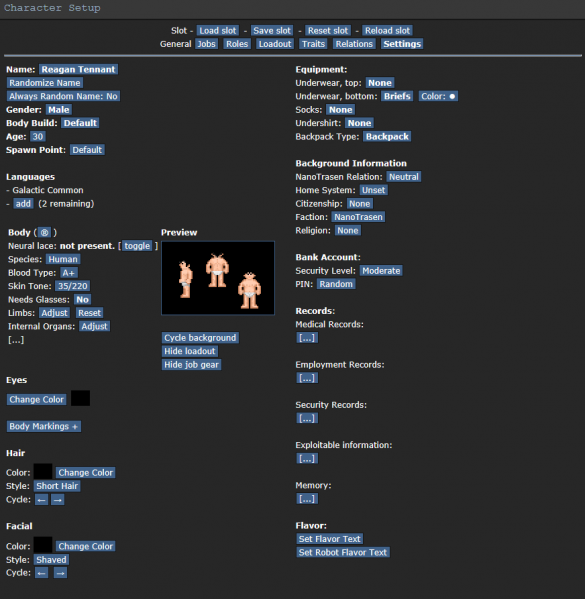 Character Setup
Slot - Load slot - Save slot - Reset slot - Reload slot
General Jobs Roles Loadout Traits Relations Settings
Name: Reagan Tennant
Randomize Name
Always Random Name: No
Gender: Male
Body Build: Default
Age: 30
Spawn Point: Default
Languages
- Galactic Common
- add (2 remaining)
Body (®)
Neural lace: not present. [toggle ]
Species: Human
Blood Type: A+
Skin Tone: 35/220
Needs Glasses: No
Limbs: Adjust Reset
Internal Organs: Adjust
[...]
Preview
Cycle background
Hide loadout
Hide job gear
Eyes
Change Color
Body Markings +
Hair
Color: Change Color
Style: Short Hair
Cycle: ← →
Facial
Color: Change Color
Style: Shaved
Cycle: ← →
Equipment:
Underwear, top: None
Underwear, bottom: Briefs Color: ●
Socks: None
Undershirt: None
Backpack Type: Backpack
Background Information
NanoTrasen Relation: Neutral
Home System: Unset
Citizenship: None
Faction: NanoTrasen
Religion: None
Bank Account:
Security Level: Moderate
PIN: Random
Records:
Medical Records:
[...]
Employment Records:
[...]
Security Records:
[...]
Exploitable information:
[...]
Memory:
[...]
Flavor:
Set Flavor Text
Set Robot Flavor Text